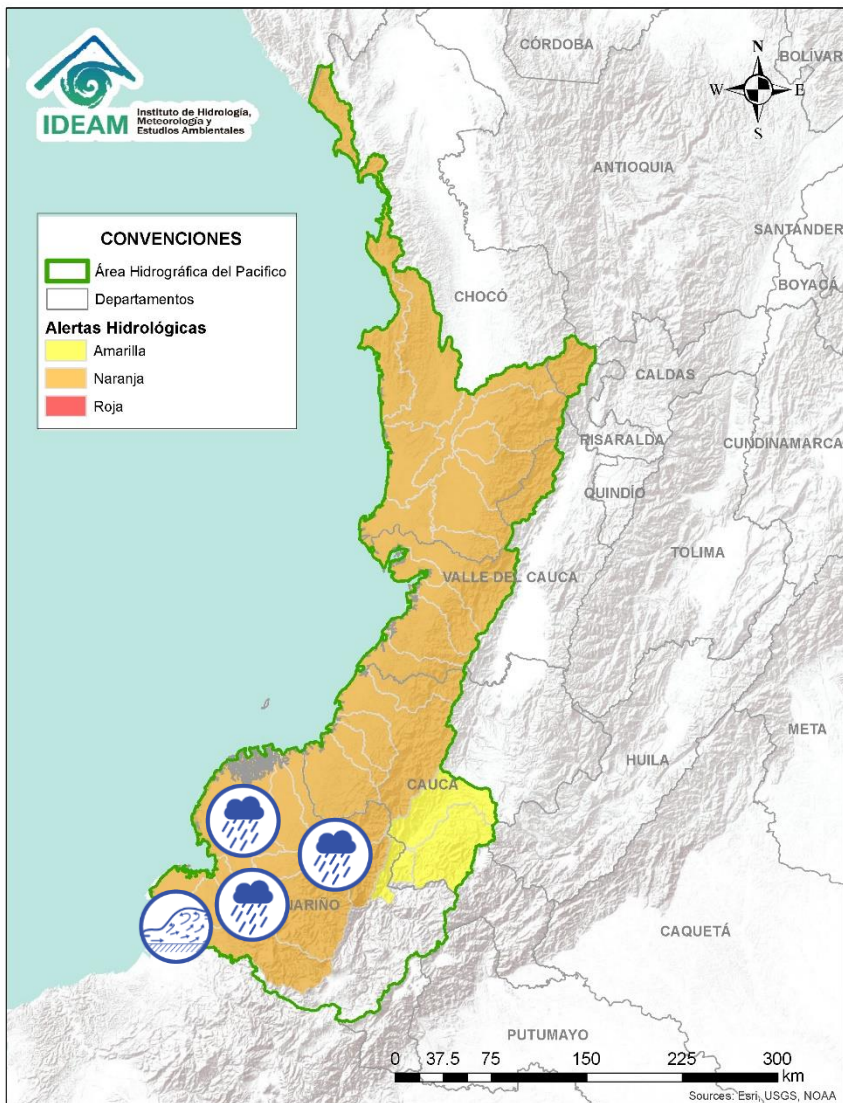 IDEAM
Instituto de Hidrología,
Meteorología y
Estudios Ambientales
CÓRDOBA
BOLÍVAR
N
W
E
S
ANTIOQUIA
SANTANDER
BOYACÁ
CONVENCIONES
Área Hidrográfica del Pacifico
Departamentos
Alertas Hidrológicas
Amarilla
Naranja
Roja
CHOCÓ
CALDAS
RISARALDA
CUNDINAMARCA
QUINDÍO
TOLIMA
VALLE DEL CAUCA
META
HUILA
CAUCA
NARIÑO
CAQUETÁ
PUTUMAYO
0 37.5 75 150 225 300
km
Sources: Esri, USGS, NOAA